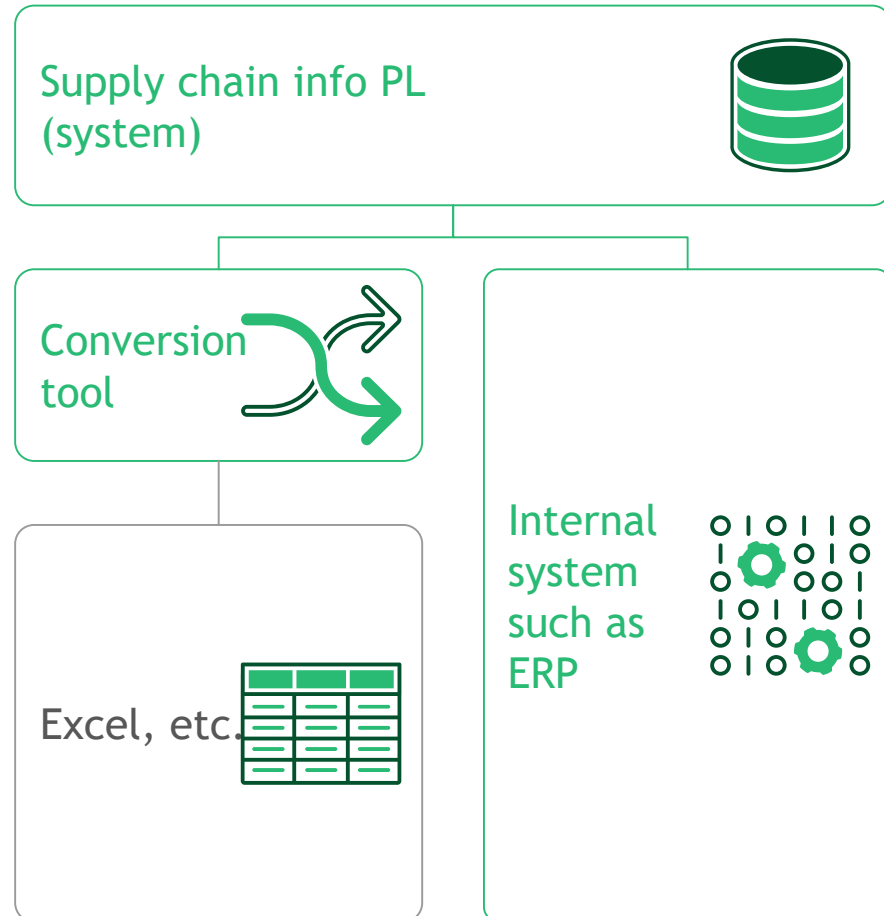 Supply chain info PL
(system)
Conversion
tool
Excel, etc.
Internal
system
such as
ERP